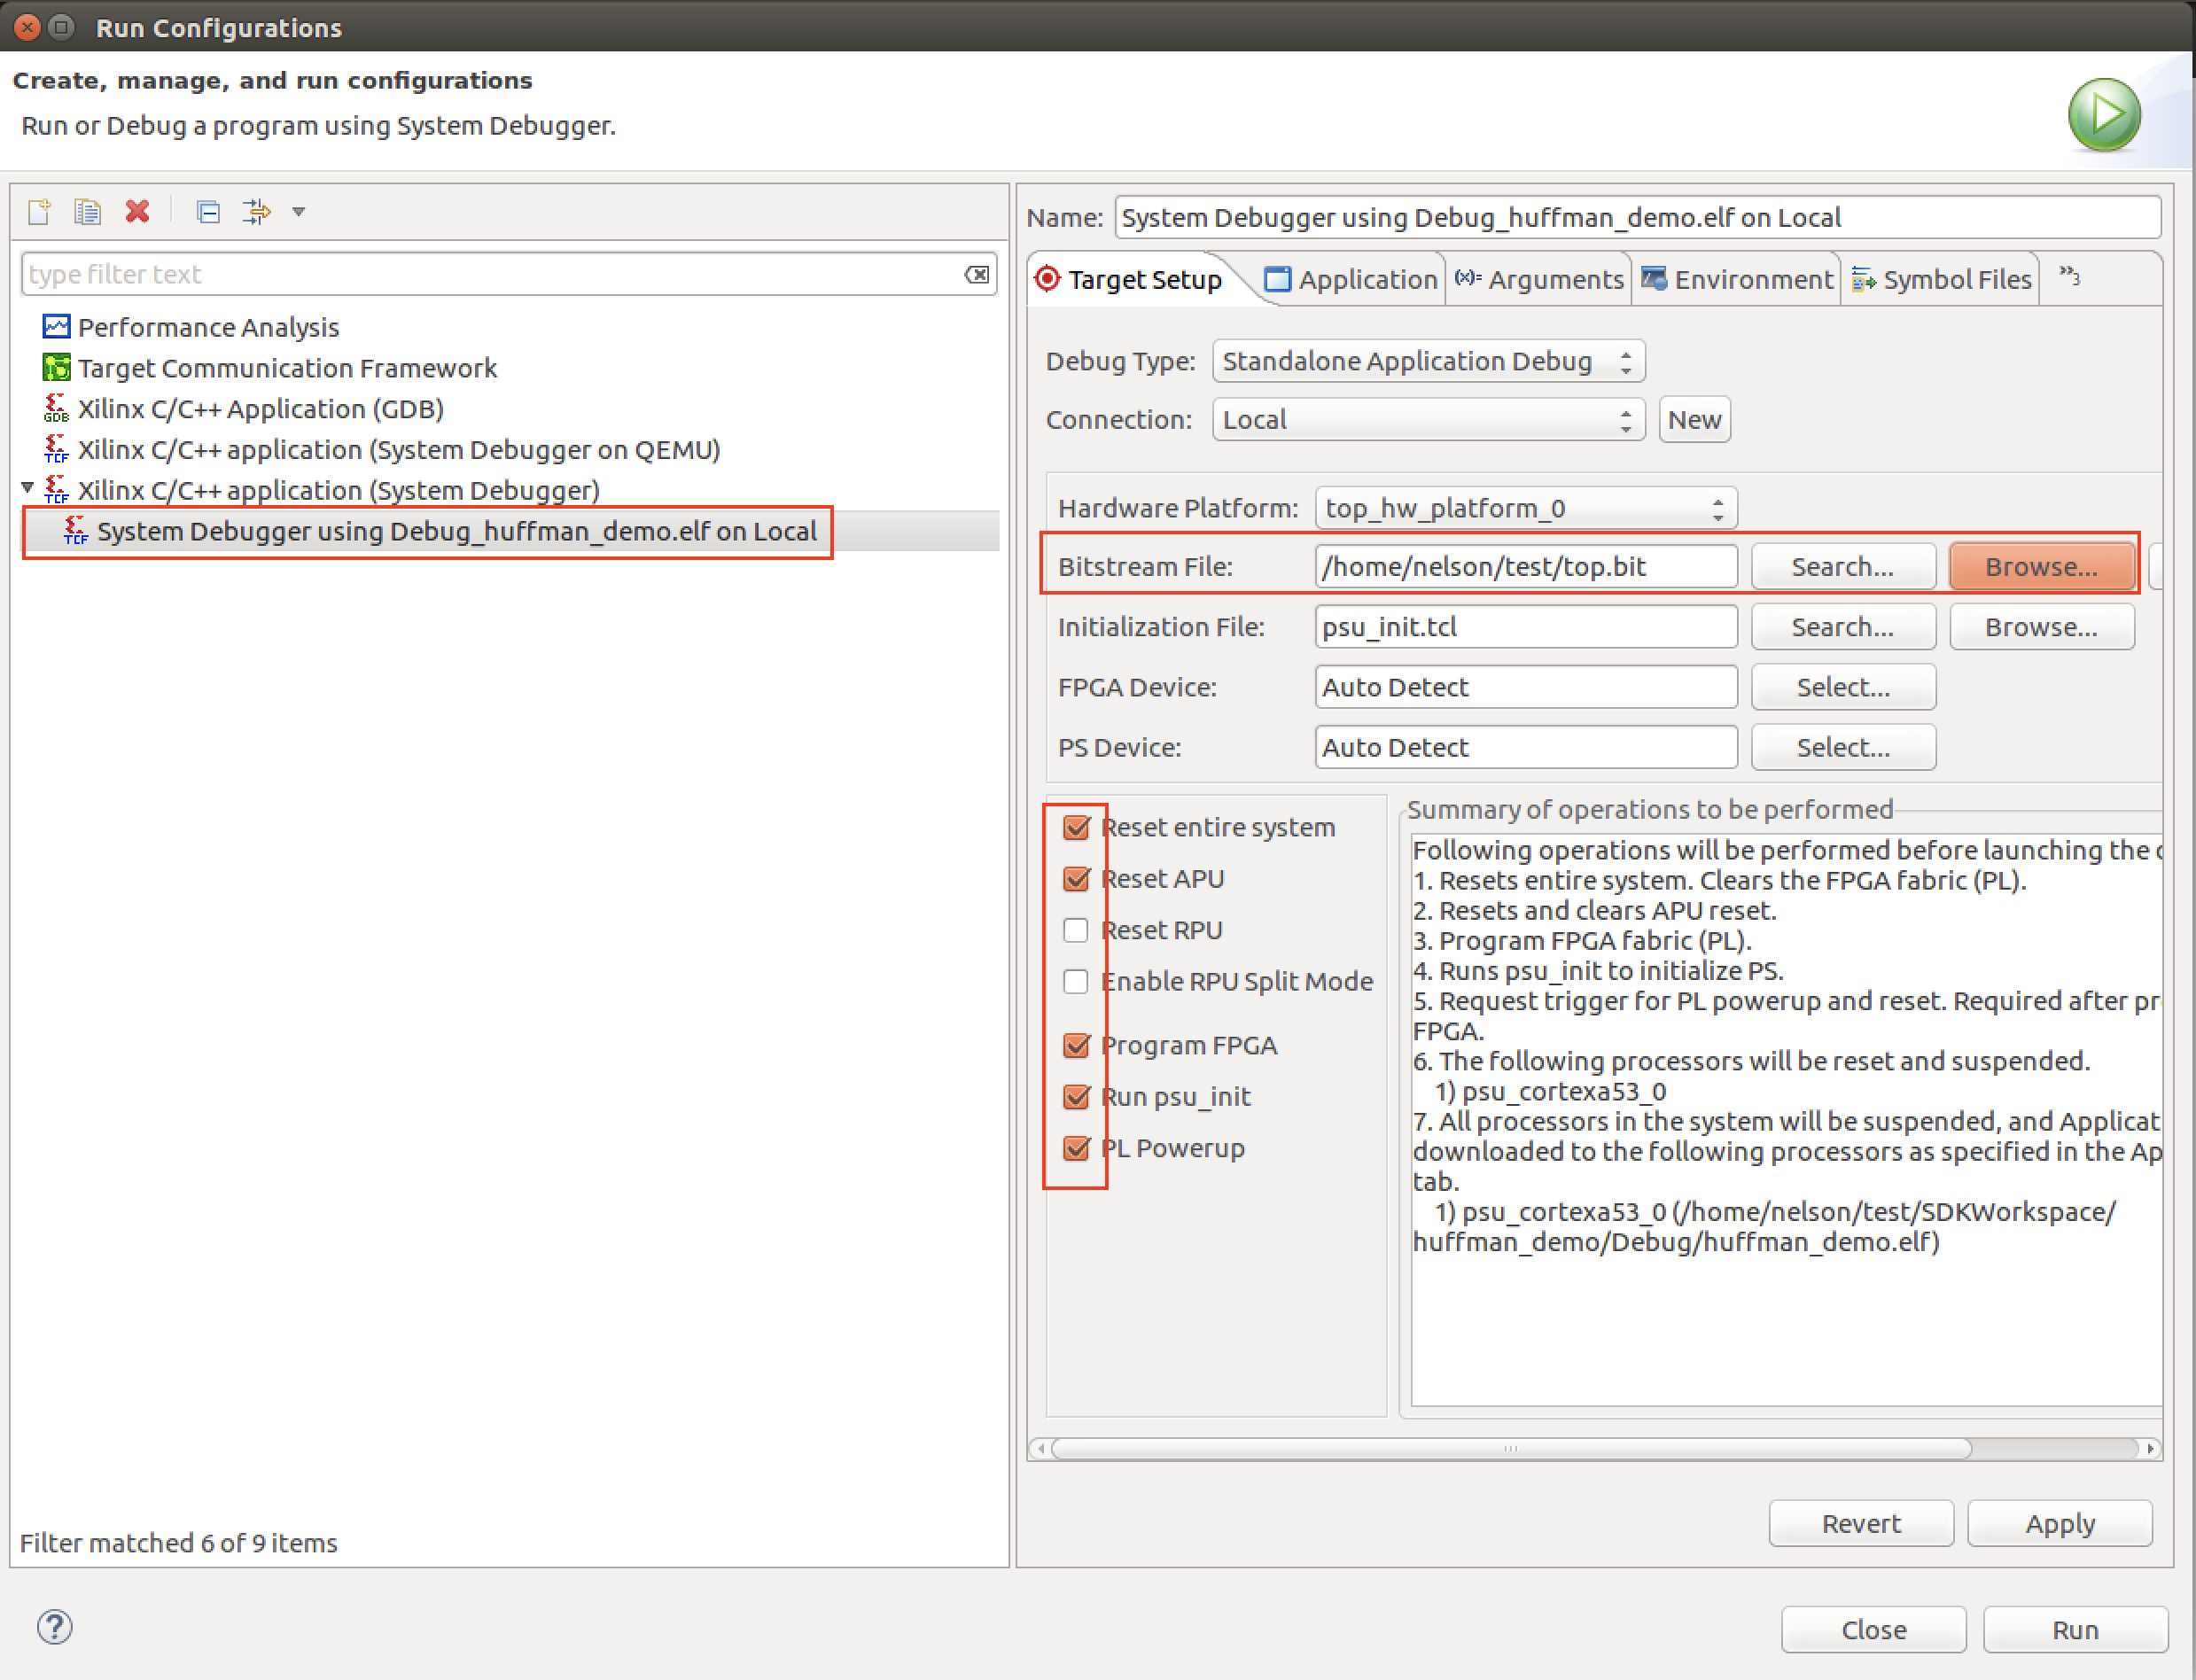 Run Configurations
Create, manage, and run configurations
Run or Debug a program using System Debugger.
type filter text
Performance Analysis
Target Communication Framework
GDB Xilinx C/C++ Application (GDB)
TCF Xilinx C/C++ application (System Debugger on QEMU)
TCF Xilinx C/C++ application (System Debugger)
TCF System Debugger using Debug_huffman_demo.elf on Local
Filter matched 6 of 9 items
Name: System Debugger using Debug_huffman_demo.elf on Local
Target Setup Application (x)= Arguments Environment Symbol Files »3
Debug Type: Standalone Application Debug
Connection: Local New
Hardware Platform: top_hw_platform_0
Bitstream File: /home/nelson/test/top.bit Search... Browse...
Initialization File: psu_init.tcl Search... Browse...
FPGA Device: Auto Detect Select...
PS Device: Auto Detect Select...
Reset entire system
Reset APU
Reset RPU
Enable RPU Split Mode
Program FPGA
Run psu_init
PL Powerup
Summary of operations to be performed
Following operations will be performed before launching the
1. Resets entire system. Clears the FPGA fabric (PL).
2. Resets and clears APU reset.
3. Program FPGA fabric (PL).
4. Runs psu_init to initialize PS.
5. Request trigger for PL powerup and reset. Required after pr
FPGA.
6. The following processors will be reset and suspended.
1) psu_cortexa53_0
7. All processors in the system will be suspended, and Applicat
downloaded to the following processors as specified in the Ap
tab.
1) psu_cortexa53_0 (/home/nelson/test/SDKWorkspace/
huffman_demo/Debug/huffman_demo.elf)
Revert Apply
? Close Run